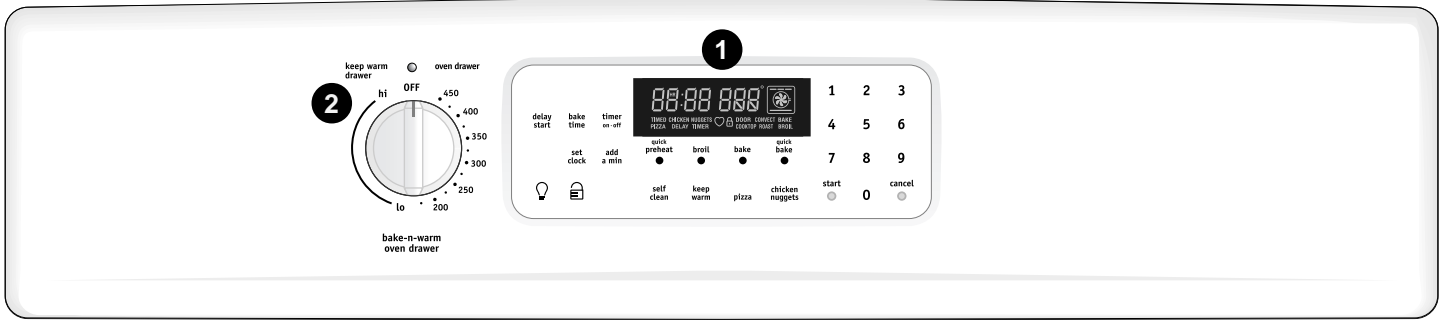 1
2
keep warm
drawer
oven drawer
hi
OFF
450
400
350
300
250
200
lo
bake-n-warm
oven drawer
delay
start
bake
time
timer
on-off
set
clock
add
a min
88:88 888°
TIMED CHICKEN NUGGETS DOOR CONVECT BAKE
PIZZA DELAY TIMER COOKTOP ROAST BROIL
quick
preheat
broil
bake
quick
bake
self
clean
keep
warm
pizza
chicken
nuggets
1 2 3
4 5 6
7 8 9
start
0
cancel